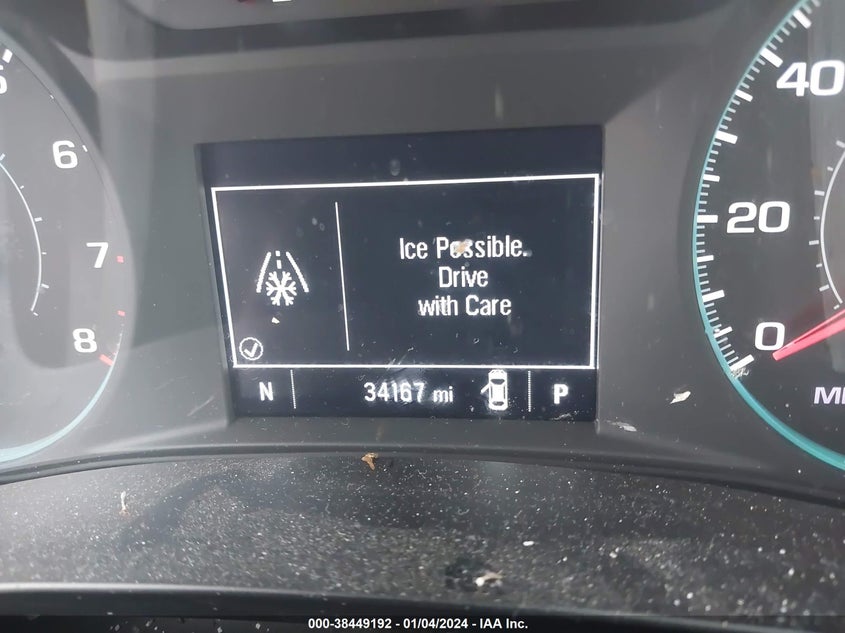 6
7
8
40
20
0
Ice Possible.
Drive
with Care
N 34167 mi P
000-38449192 - 01/04/2024 - IAA Inc.